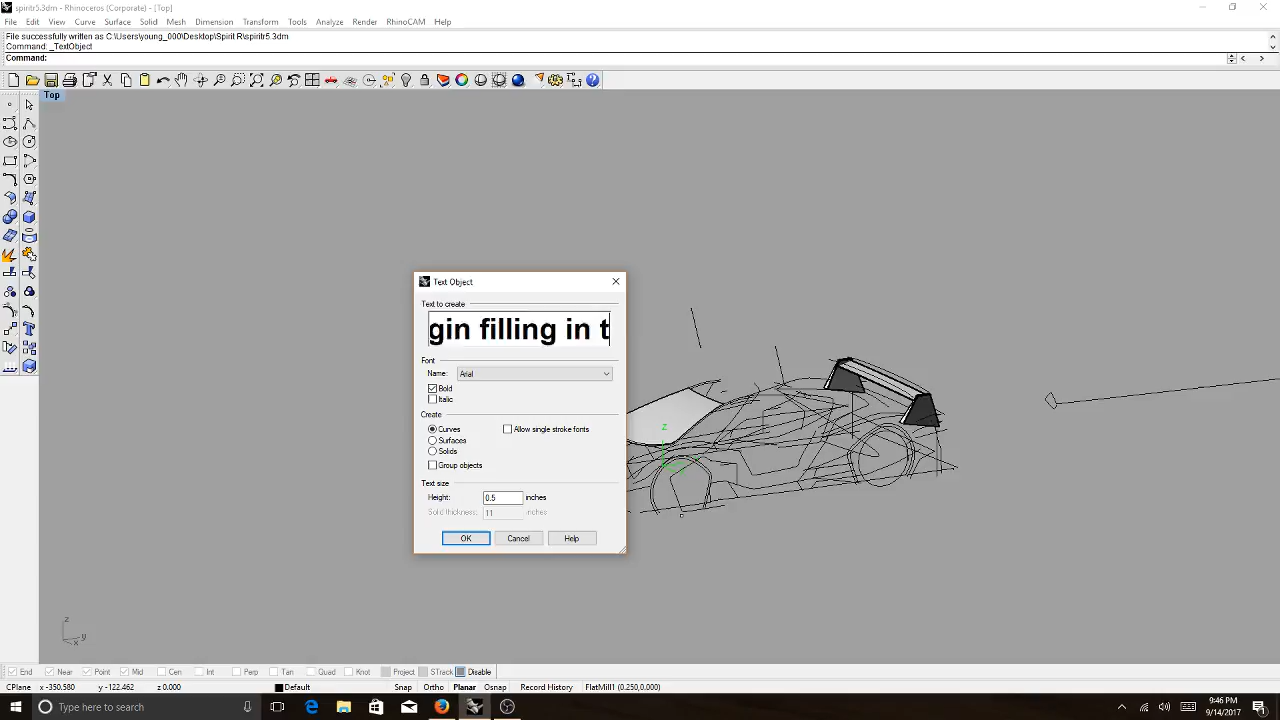 spiritr5.3dm - Rhinoceros (Corporate) - [Top]
File Edit View Curve Surface Solid Mesh Dimension Transform Tools Analyze Render RhinoCAM Help
File successfully written as C:\Users\young_000\Desktop\Spirit R\spiritr5.3dm
Command: _TextObject
Command:
Top
Text Object
Text to create
gin filling in t
Font
Name: Arial
Bold
Italic
Create
Curves Allow single stroke fonts
Surfaces
Solids
Group objects
Text size
Height: 0.5 inches
Solid thickness: 11 inches
OK Cancel Help
z
z
y
x
End Near Point Mid Cen Int Perp Tan Quad Knot Project STrack Disable
CPlane x -350.580 y -122.462 z 0.000 Default Snap Ortho Planar Osnap Record History FlatMill1 (0.250,0.000)
Type here to search
9:46 PM
9/14/2017